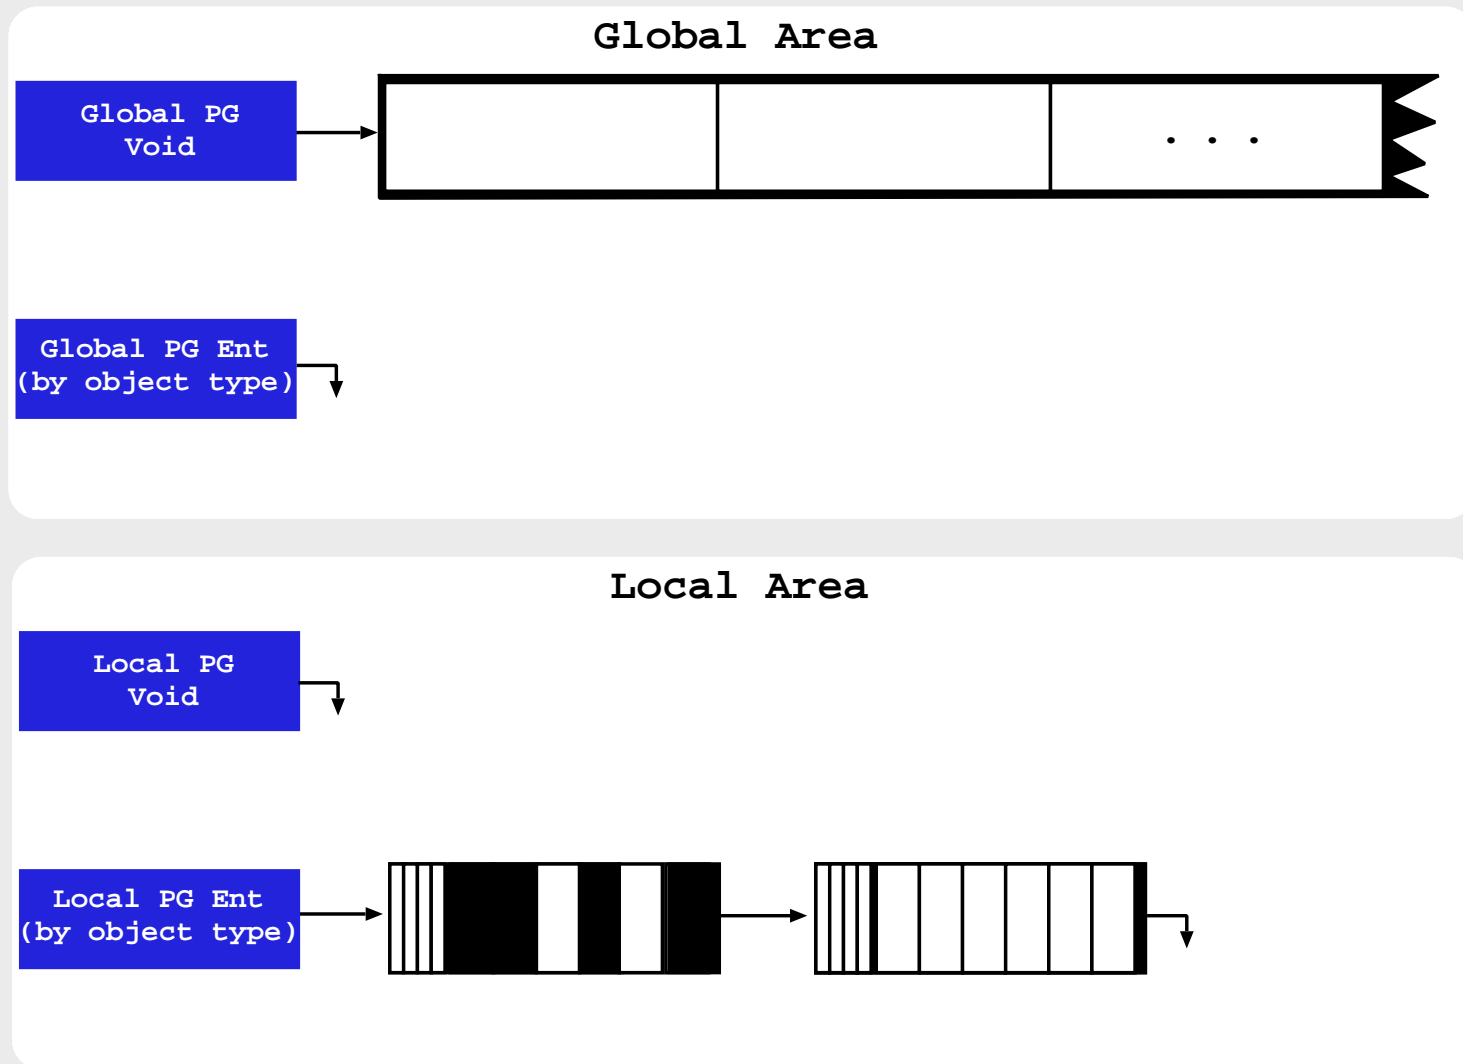 Global Area
Global PG
Void
. . .
Global PG Ent
(by object type)
Local Area
Local PG
Void
Local PG Ent
(by object type)